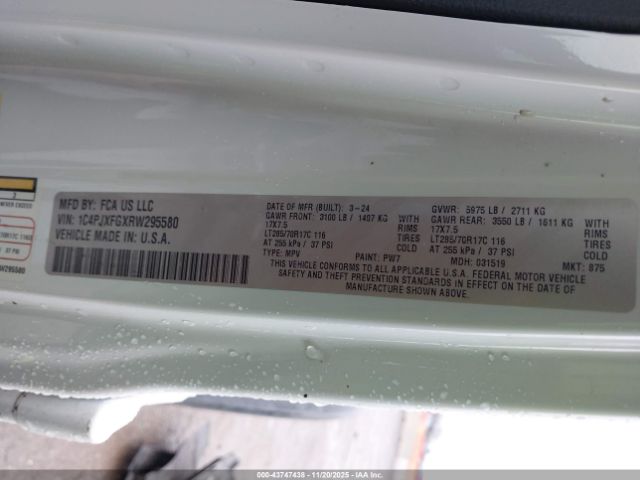 MFD BY: FCA US LLC
VIN: 1C4PJXFGXRW295580
VEHICLE MADE IN: U.S.A.
DATE OF MFR (BUILT): 3-24
GAWR FRONT: 3100 LB / 1407 KG WITH
17X7.5 RIMS
LT285/70R17C 116 TIRES
AT 255 kPa / 37 PSI COLD
TYPE: MPV PAINT: PW7
GVWR: 5975 LB / 2711 KG
GAWR REAR: 3550 LB / 1611 KG WITH
17X7.5 RIMS
LT285/70R17C 116 TIRES
AT 255 kPa / 37 PSI COLD
MDH: 031519 MKT: 875
THIS VEHICLE CONFORMS TO ALL APPLICABLE U.S.A. FEDERAL MOTOR VEHICLE
SAFETY AND THEFT PREVENTION STANDARDS IN EFFECT ON THE DATE OF
MANUFACTURE SHOWN ABOVE.
2
NEVER EXCEED
37 PSI
W295580
© 43747438 - 11/20/2025 - IAA, Inc.